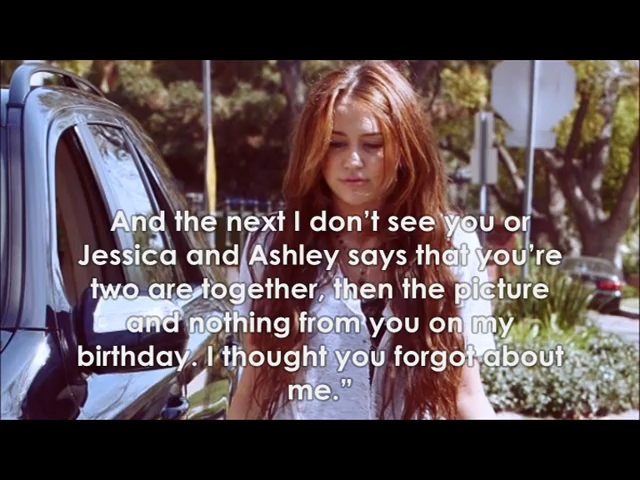 And the next I don't see you or
Jessica and Ashley says that you're
two are together, then the picture
and nothing from you on my
birthday. I thought you forgot about
me.”